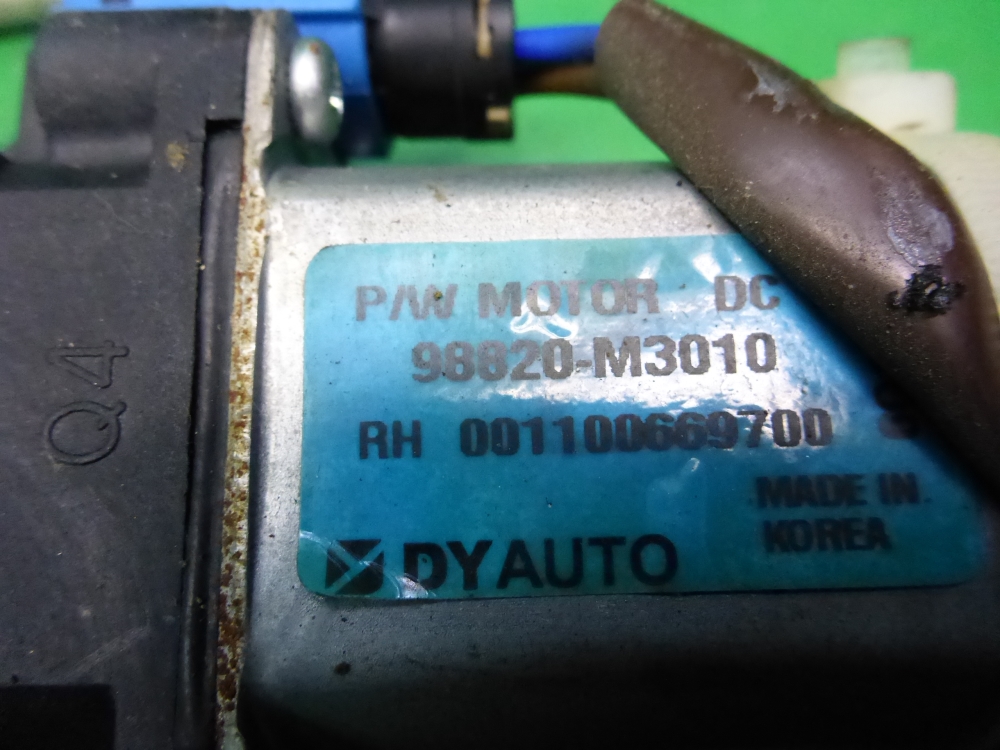 P/W MOTOR DC
98820-M3010
RH 001100669700
MADE IN
KOREA
DYAUTO
Q4